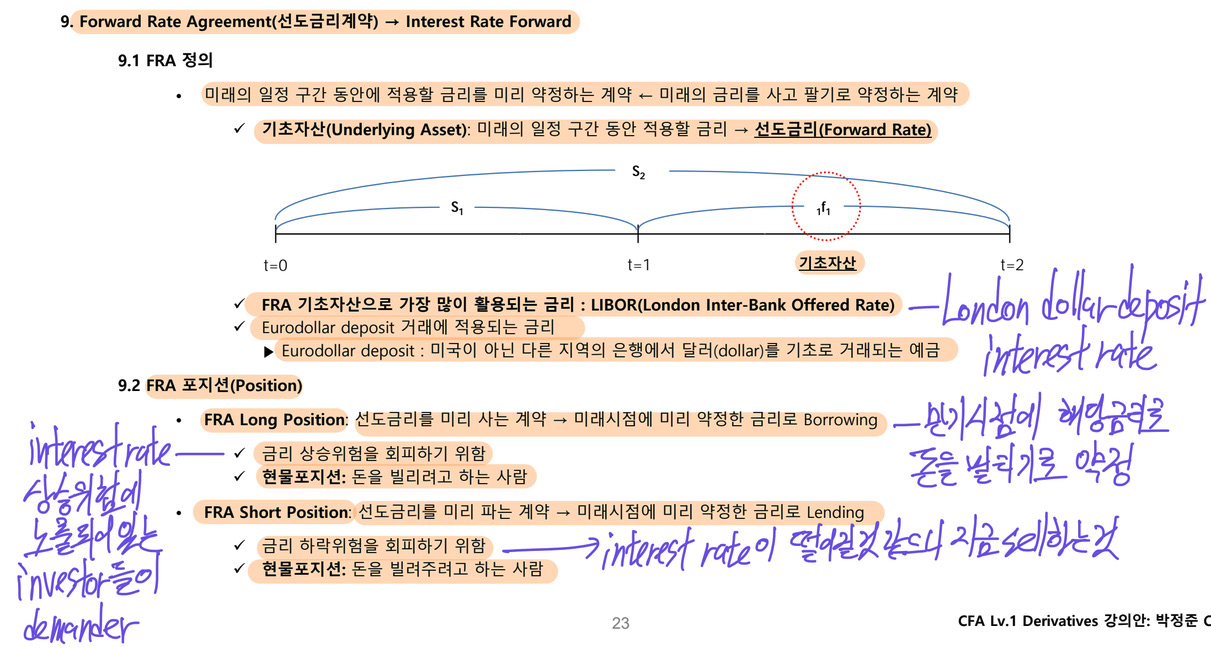 9. Forward Rate Agreement(선도금리계약) → Interest Rate Forward
9.1 FRA 정의
• 미래의 일정 구간 동안에 적용할 금리를 미리 약정하는 계약 ← 미래의 금리를 사고 팔기로 약정하는 계약
✓ 기초자산(Underlying Asset): 미래의 일정 구간 동안 적용할 금리 → 선도금리(Forward Rate)
S₂
S₁
₁f₁
t=0
t=1
기초자산
t=2
✓ FRA 기초자산으로 가장 많이 활용되는 금리 : LIBOR(London Inter-Bank Offered Rate)
London dollar deposit
interest rate
✓ Eurodollar deposit 거래에 적용되는 금리
▶ Eurodollar deposit : 미국이 아닌 다른 지역의 은행에서 달러(dollar)를 기초로 거래되는 예금
9.2 FRA 포지션(Position)
• FRA Long Position: 선도금리를 미리 사는 계약 → 미래시점에 미리 약정한 금리로 Borrowing
만기시점에 해당금리로
돈을 빌리기로 약정
✓ 금리 상승위험을 회피하기 위함
interest rate
상승위험에
노출되어 있는
investor들이
demander
✓ 현물포지션: 돈을 빌리려고 하는 사람
• FRA Short Position: 선도금리를 미리 파는 계약 → 미래시점에 미리 약정한 금리로 Lending
✓ 금리 하락위험을 회피하기 위함
interest rate이 떨어질것 같으니 지금 sell하는것
✓ 현물포지션: 돈을 빌려주려고 하는 사람
23
CFA Lv.1 Derivatives 강의안: 박정준 C